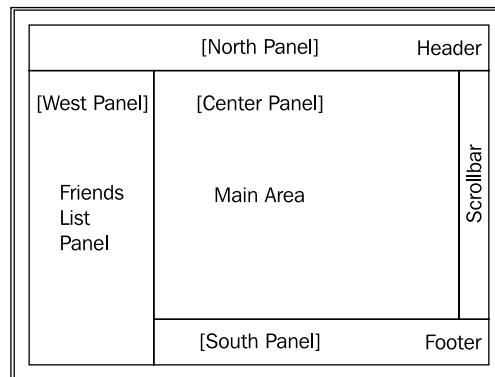 [North Panel] Header
[West Panel] [Center Panel]
Friends
List
Panel
Main Area
Scrollbar
[South Panel] Footer